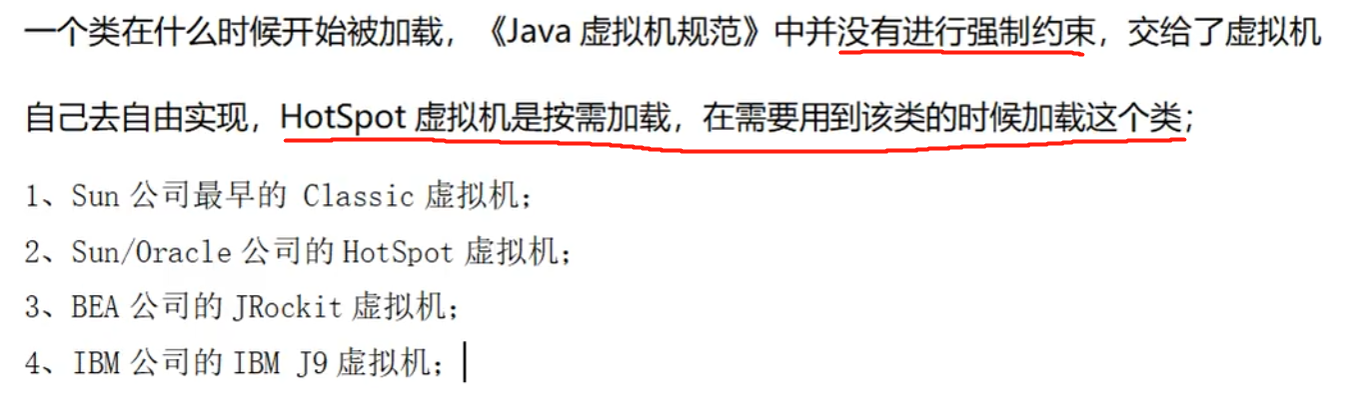 一个类在什么时候开始被加载，《Java 虚拟机规范》中并没有进行强制约束，交给了虚拟机
自己去自由实现，HotSpot 虚拟机是按需加载，在需要用到该类的时候加载这个类；
1、Sun 公司最早的 Classic 虚拟机；
2、Sun/Oracle 公司的 HotSpot 虚拟机；
3、BEA 公司的 JRockit 虚拟机；
4、IBM 公司的 IBM J9 虚拟机；